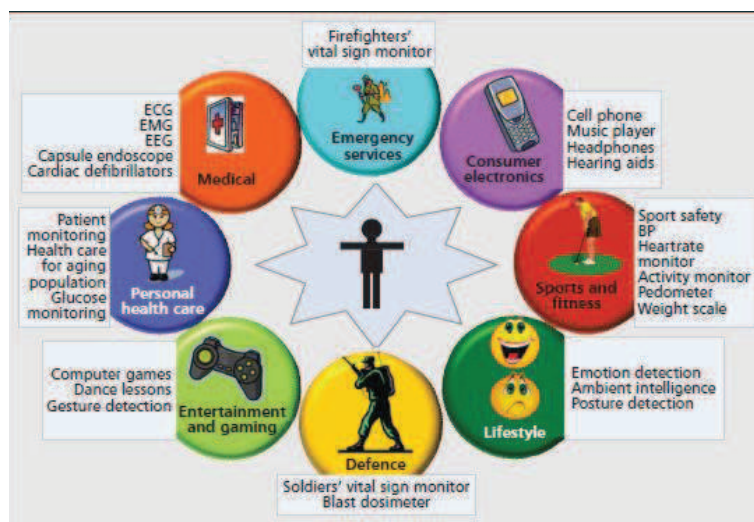 Firefighters'
vital sign monitor
Emergency
services
ECG
EMG
EEG
Capsule endoscope
Cardiac defibrillators
Medical
Consumer
electronics
Cell phone
Music player
Headphones
Hearing aids
Patient
monitoring
Health care
for aging
population
Glucose
monitoring
Personal
health care
Sports and
fitness
Sport safety
BP
Heartrate
monitor
Activity monitor
Pedometer
Weight scale
Computer games
Dance lessons
Gesture detection
Entertainment
and gaming
Lifestyle
Emotion detection
Ambient intelligence
Posture detection
Defence
Soldiers' vital sign monitor
Blast dosimeter